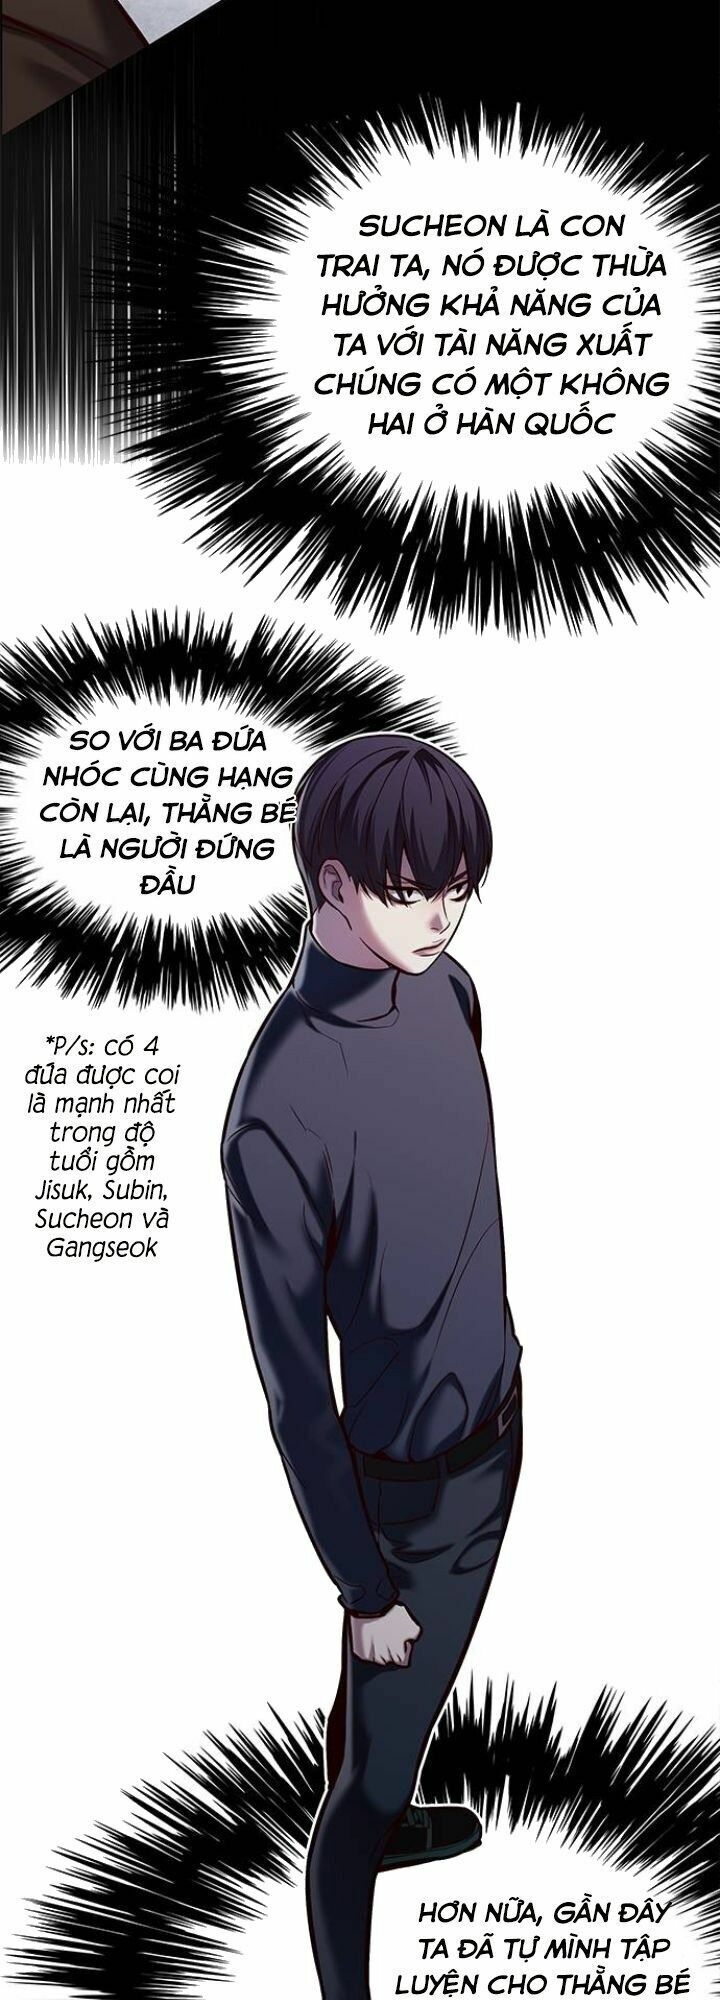 SUCHEON LÀ CON
TRAI TA, NÓ ĐƯỢC THỪA
HƯỞNG KHẢ NĂNG CỦA
TA VỚI TÀI NĂNG XUẤT
CHÚNG CÓ MỘT KHÔNG
HAI Ở HÀN QUỐC
SO VỚI BA ĐỨA
NHÓC CÙNG HẠNG
CÒN LẠI, THẰNG BÉ
LÀ NGƯỜI ĐỨNG
ĐẦU
*P/s: có 4
đứa được coi
là mạnh nhất
trong độ
tuổi gồm
Jisuk, Subin,
Sucheon và
Gangseok
HƠN NỮA, GẦN ĐÂY
TA ĐÃ TỰ MÌNH TẬP
LUYỆN CHO THẰNG BÉ